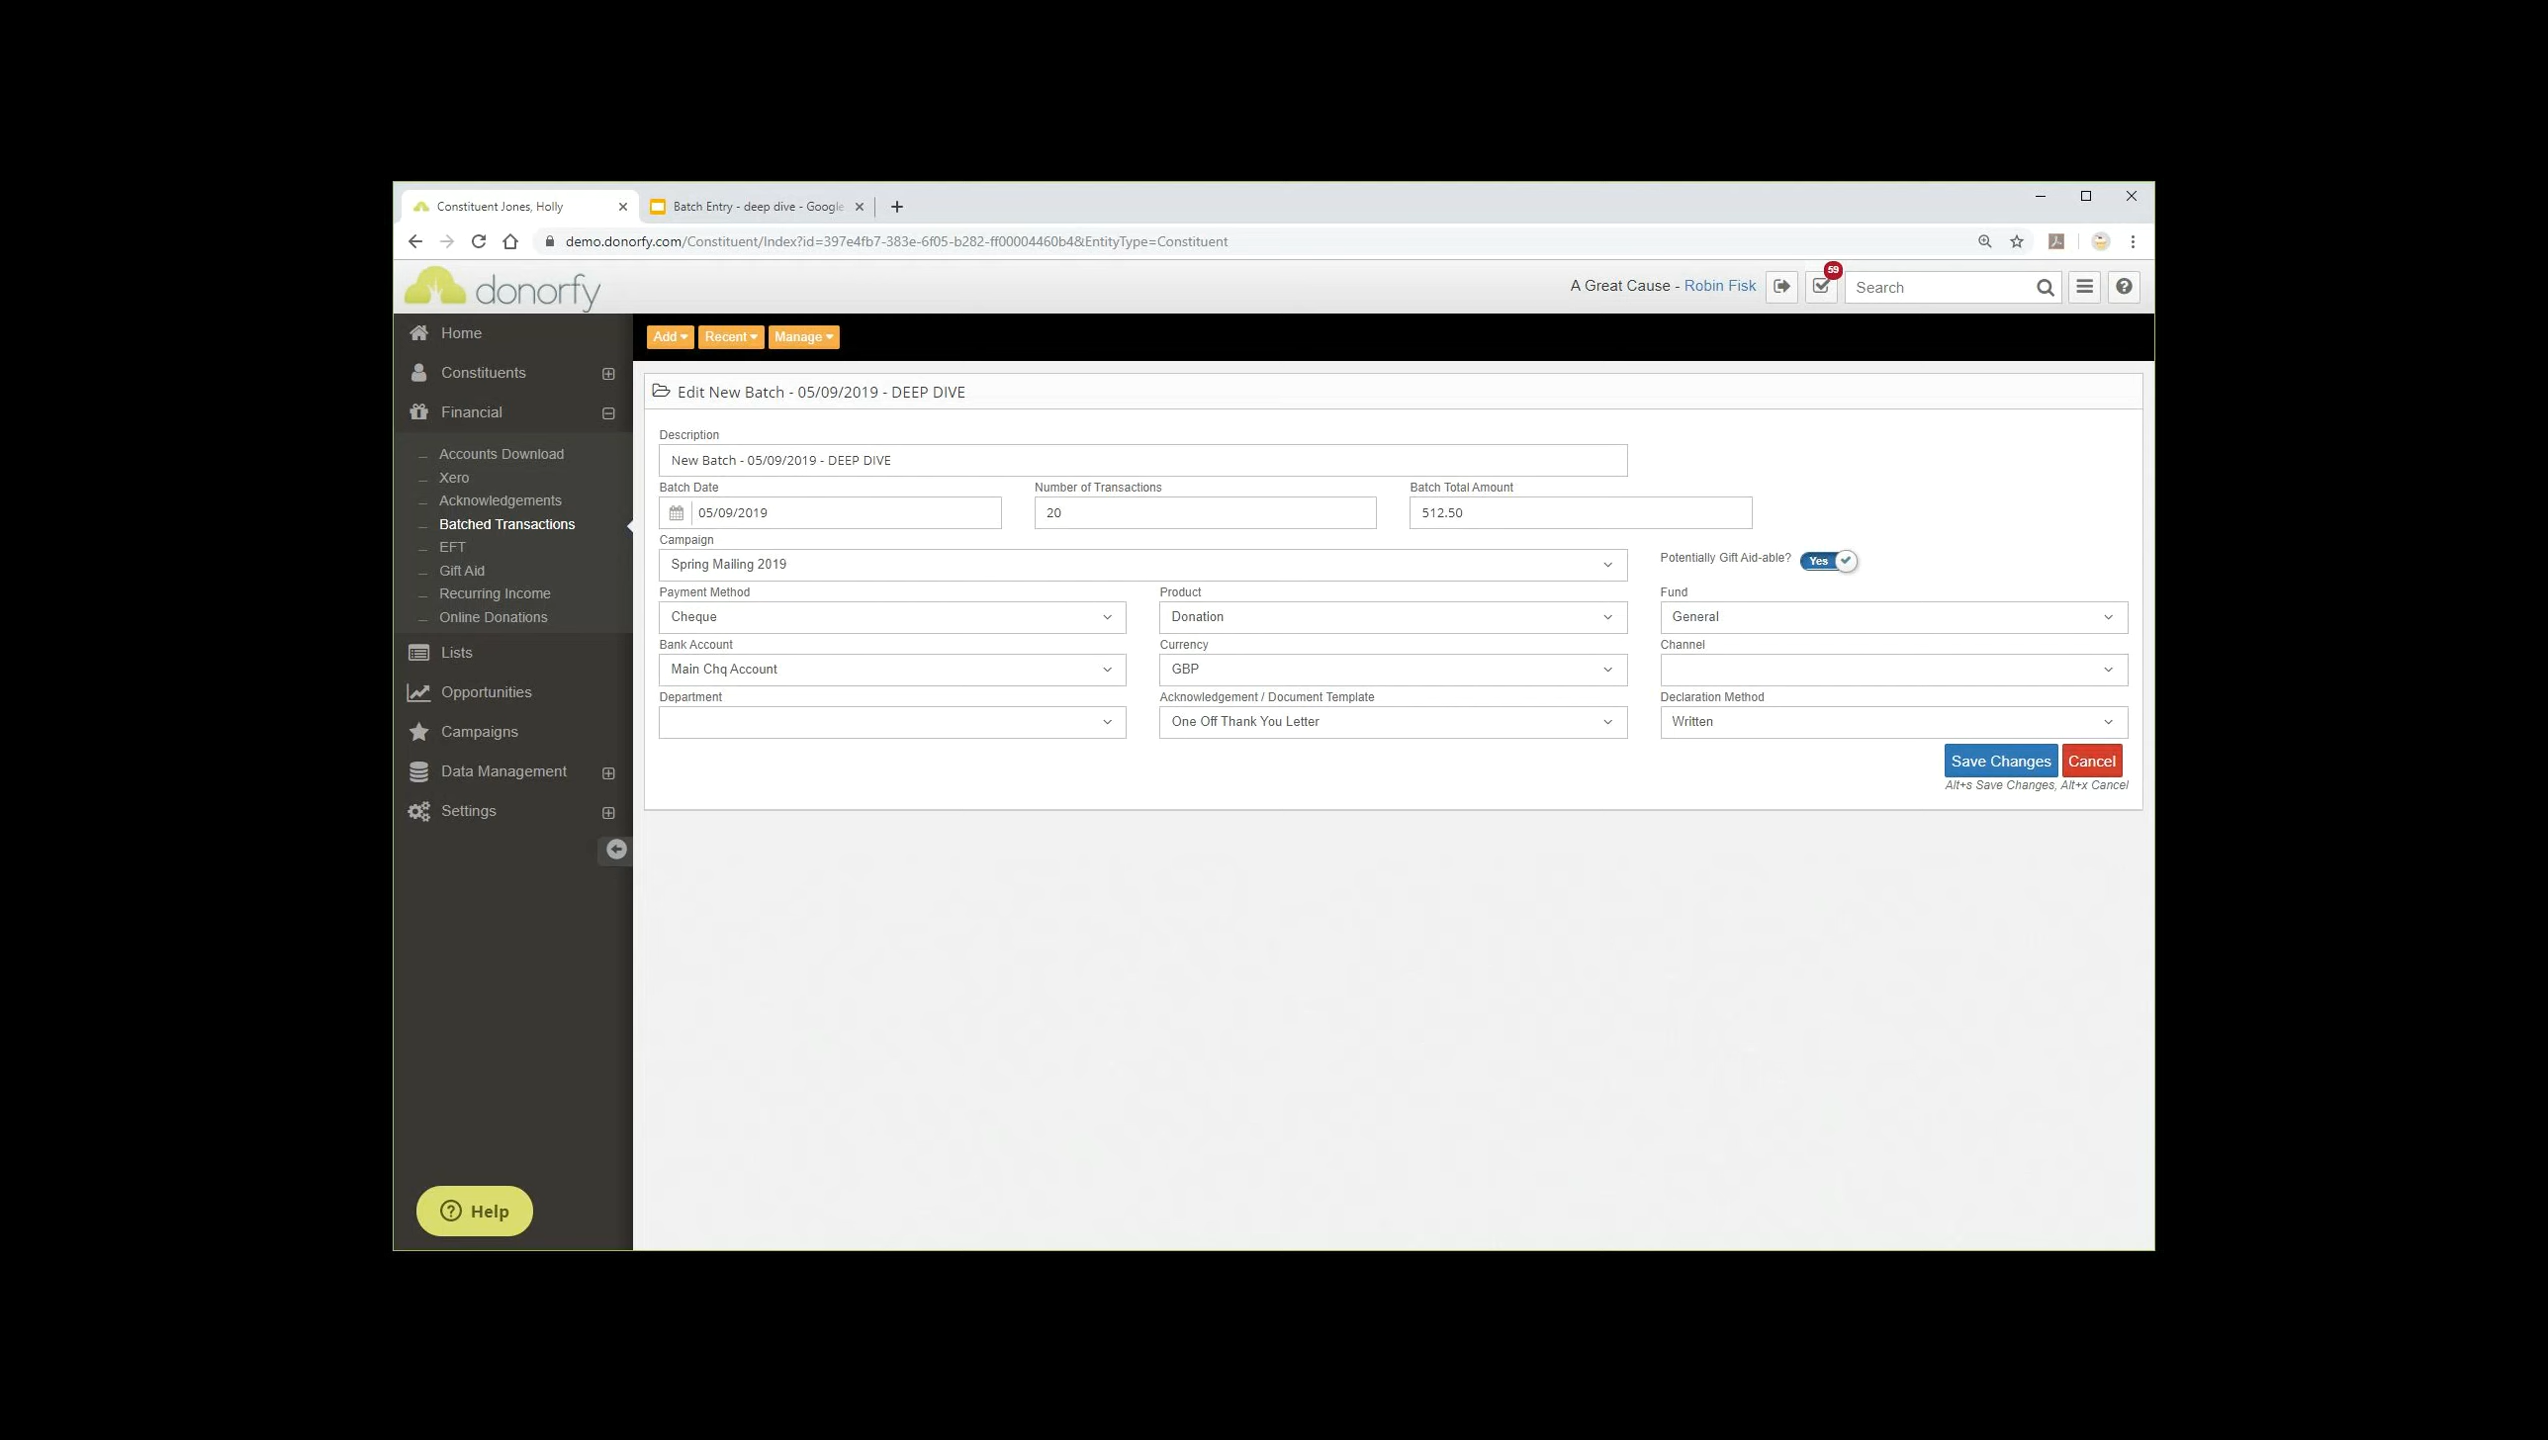 Constituent Jones, Holly
Batch Entry - deep dive - Google
demo.donorfy.com/Constituent/Index?id=397e4fb7-383e-6f05-b282-ff00004460b4&EntityType=Constituent
donorfy
A Great Cause - Robin Fisk
59
Search
Home
Constituents
Financial
Accounts Download
Xero
Acknowledgements
Batched Transactions
EFT
Gift Aid
Recurring Income
Online Donations
Lists
Opportunities
Campaigns
Data Management
Settings
Help
Add Recent Manage
Edit New Batch - 05/09/2019 - DEEP DIVE
Description
New Batch - 05/09/2019 - DEEP DIVE
Batch Date Number of Transactions Batch Total Amount
05/09/2019 20 512.50
Campaign
Spring Mailing 2019 Potentially Gift Aid-able? Yes
Payment Method Product Fund
Cheque Donation General
Bank Account Currency Channel
Main Chq Account GBP
Department Acknowledgement / Document Template Declaration Method
One Off Thank You Letter Written
Save Changes Cancel
Alt+s Save Changes, Alt+x Cancel